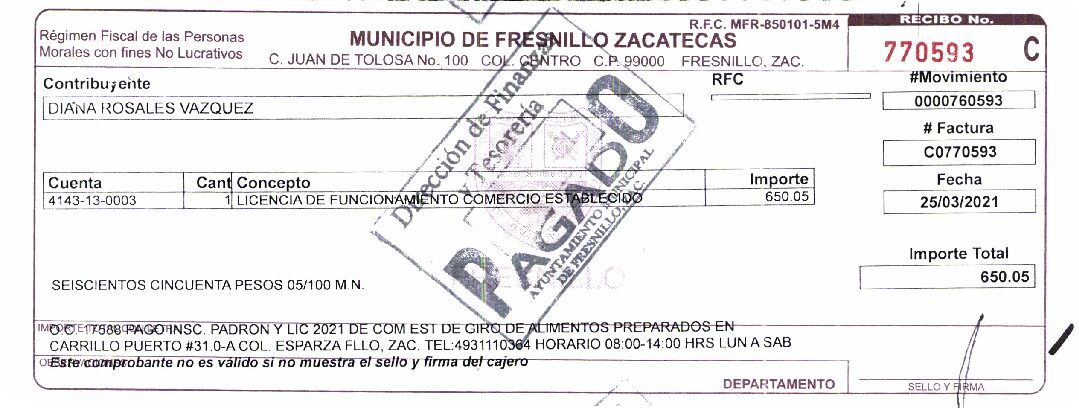 Régimen Fiscal de las Personas
Morales con fines No Lucrativos
MUNICIPIO DE FRESNILLO ZACATECAS
C. JUAN DE TOLOSA No. 100 COL. CENTRO C.P. 99000 FRESNILLO, ZAC.
R.F.C. MFR-850101-5M4
RECIBO No.
770593 C
Contribuyente
RFC
#Movimiento
DIANA ROSALES VAZQUEZ
0000760593
# Factura
C0770593
Cuenta Cant Concepto Importe
Fecha
4143-13-0003 1 LICENCIA DE FUNCIONAMIENTO COMERCIO ESTABLECIDO 650.05
25/03/2021
Dirección de Finanzas
y Tesorería
PAGADO
AYUNTAMIENTO MUNICIPAL
DE FRESNILLO, ZAC.
Importe Total
650.05
SEISCIENTOS CINCUENTA PESOS 05/100 M.N.
O.C. 17588 PAGO INSC. PADRON Y LIC 2021 DE COM EST DE GIRO DE ALIMENTOS PREPARADOS EN
CARRILLO PUERTO #31.0-A COL. ESPARZA FLLO, ZAC. TEL:4931110364 HORARIO 08:00-14:00 HRS LUN A SAB
Este comprobante no es válido si no muestra el sello y firma del cajero
DEPARTAMENTO
SELLO Y FIRMA